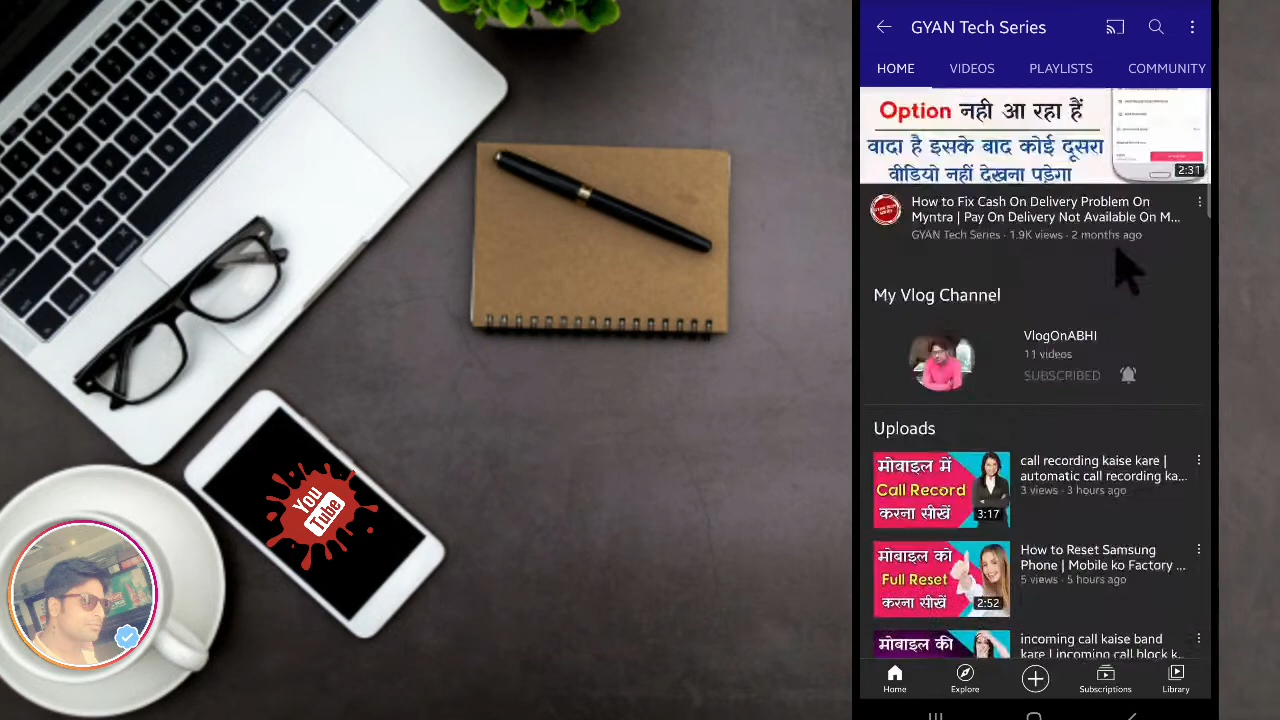 GYAN Tech Series
HOME VIDEOS PLAYLISTS COMMUNITY
Option नही आ रहा हैं
वादा है इसके बाद कोई दूसरा
वीडियो नहीं देखना पड़ेगा
2:31
How to Fix Cash On Delivery Problem On
Myntra | Pay On Delivery Not Available On M...
GYAN Tech Series · 1.9K views · 2 months ago
My Vlog Channel
VlogOnABHI
11 videos
SUBSCRIBED
Uploads
मोबाइल में
Call Record
करना सीखें
3:17
call recording kaise kare |
automatic call recording ka...
3 views · 3 hours ago
मोबाइल को
Full Reset
करना सीखें
2:52
How to Reset Samsung
Phone | Mobile ko Factory ...
5 views · 5 hours ago
मोबाइल की
incoming call kaise band
kare | incoming call block k...
Home Explore Subscriptions Library
You
Tube